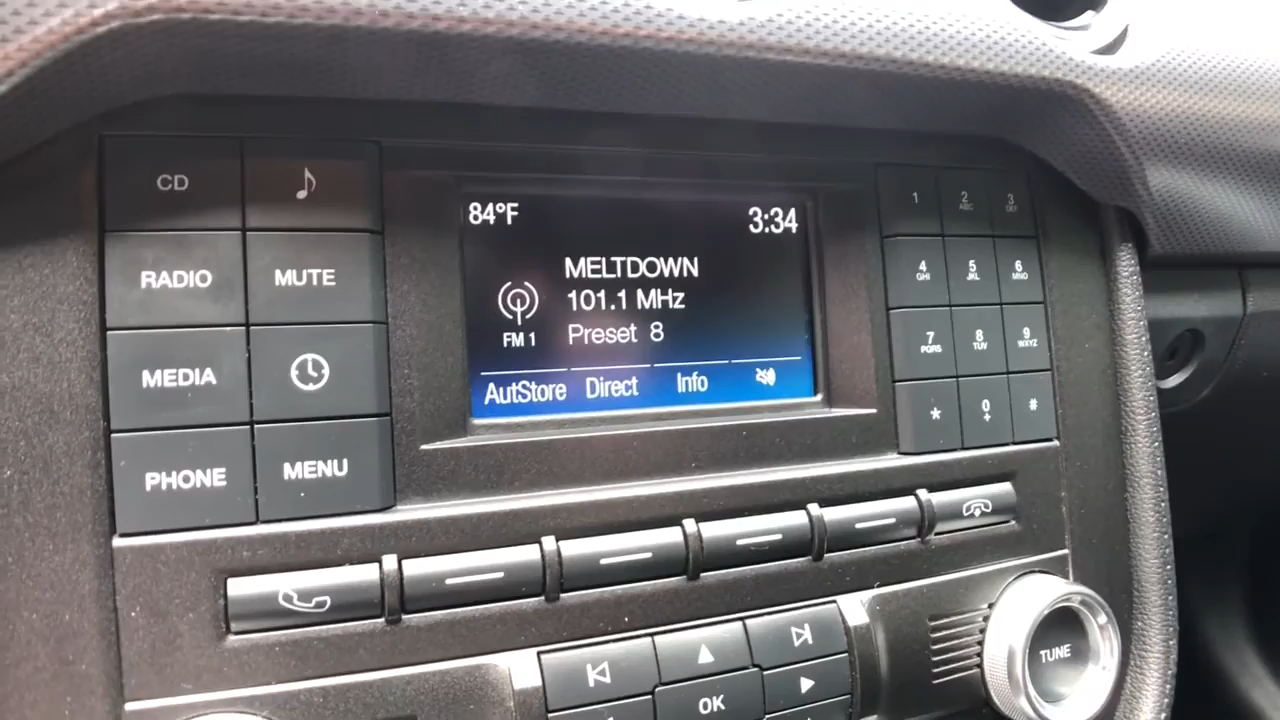 CD
RADIO
MUTE
MEDIA
PHONE
MENU
84°F
3:34
MELTDOWN
101.1 MHz
FM 1
Preset 8
AutStore Direct Info
1
2 ABC
3 DEF
4 GHI
5 JKL
6 MNO
7 PQRS
8 TUV
9 WXYZ
*
0 +
#
OK
TUNE